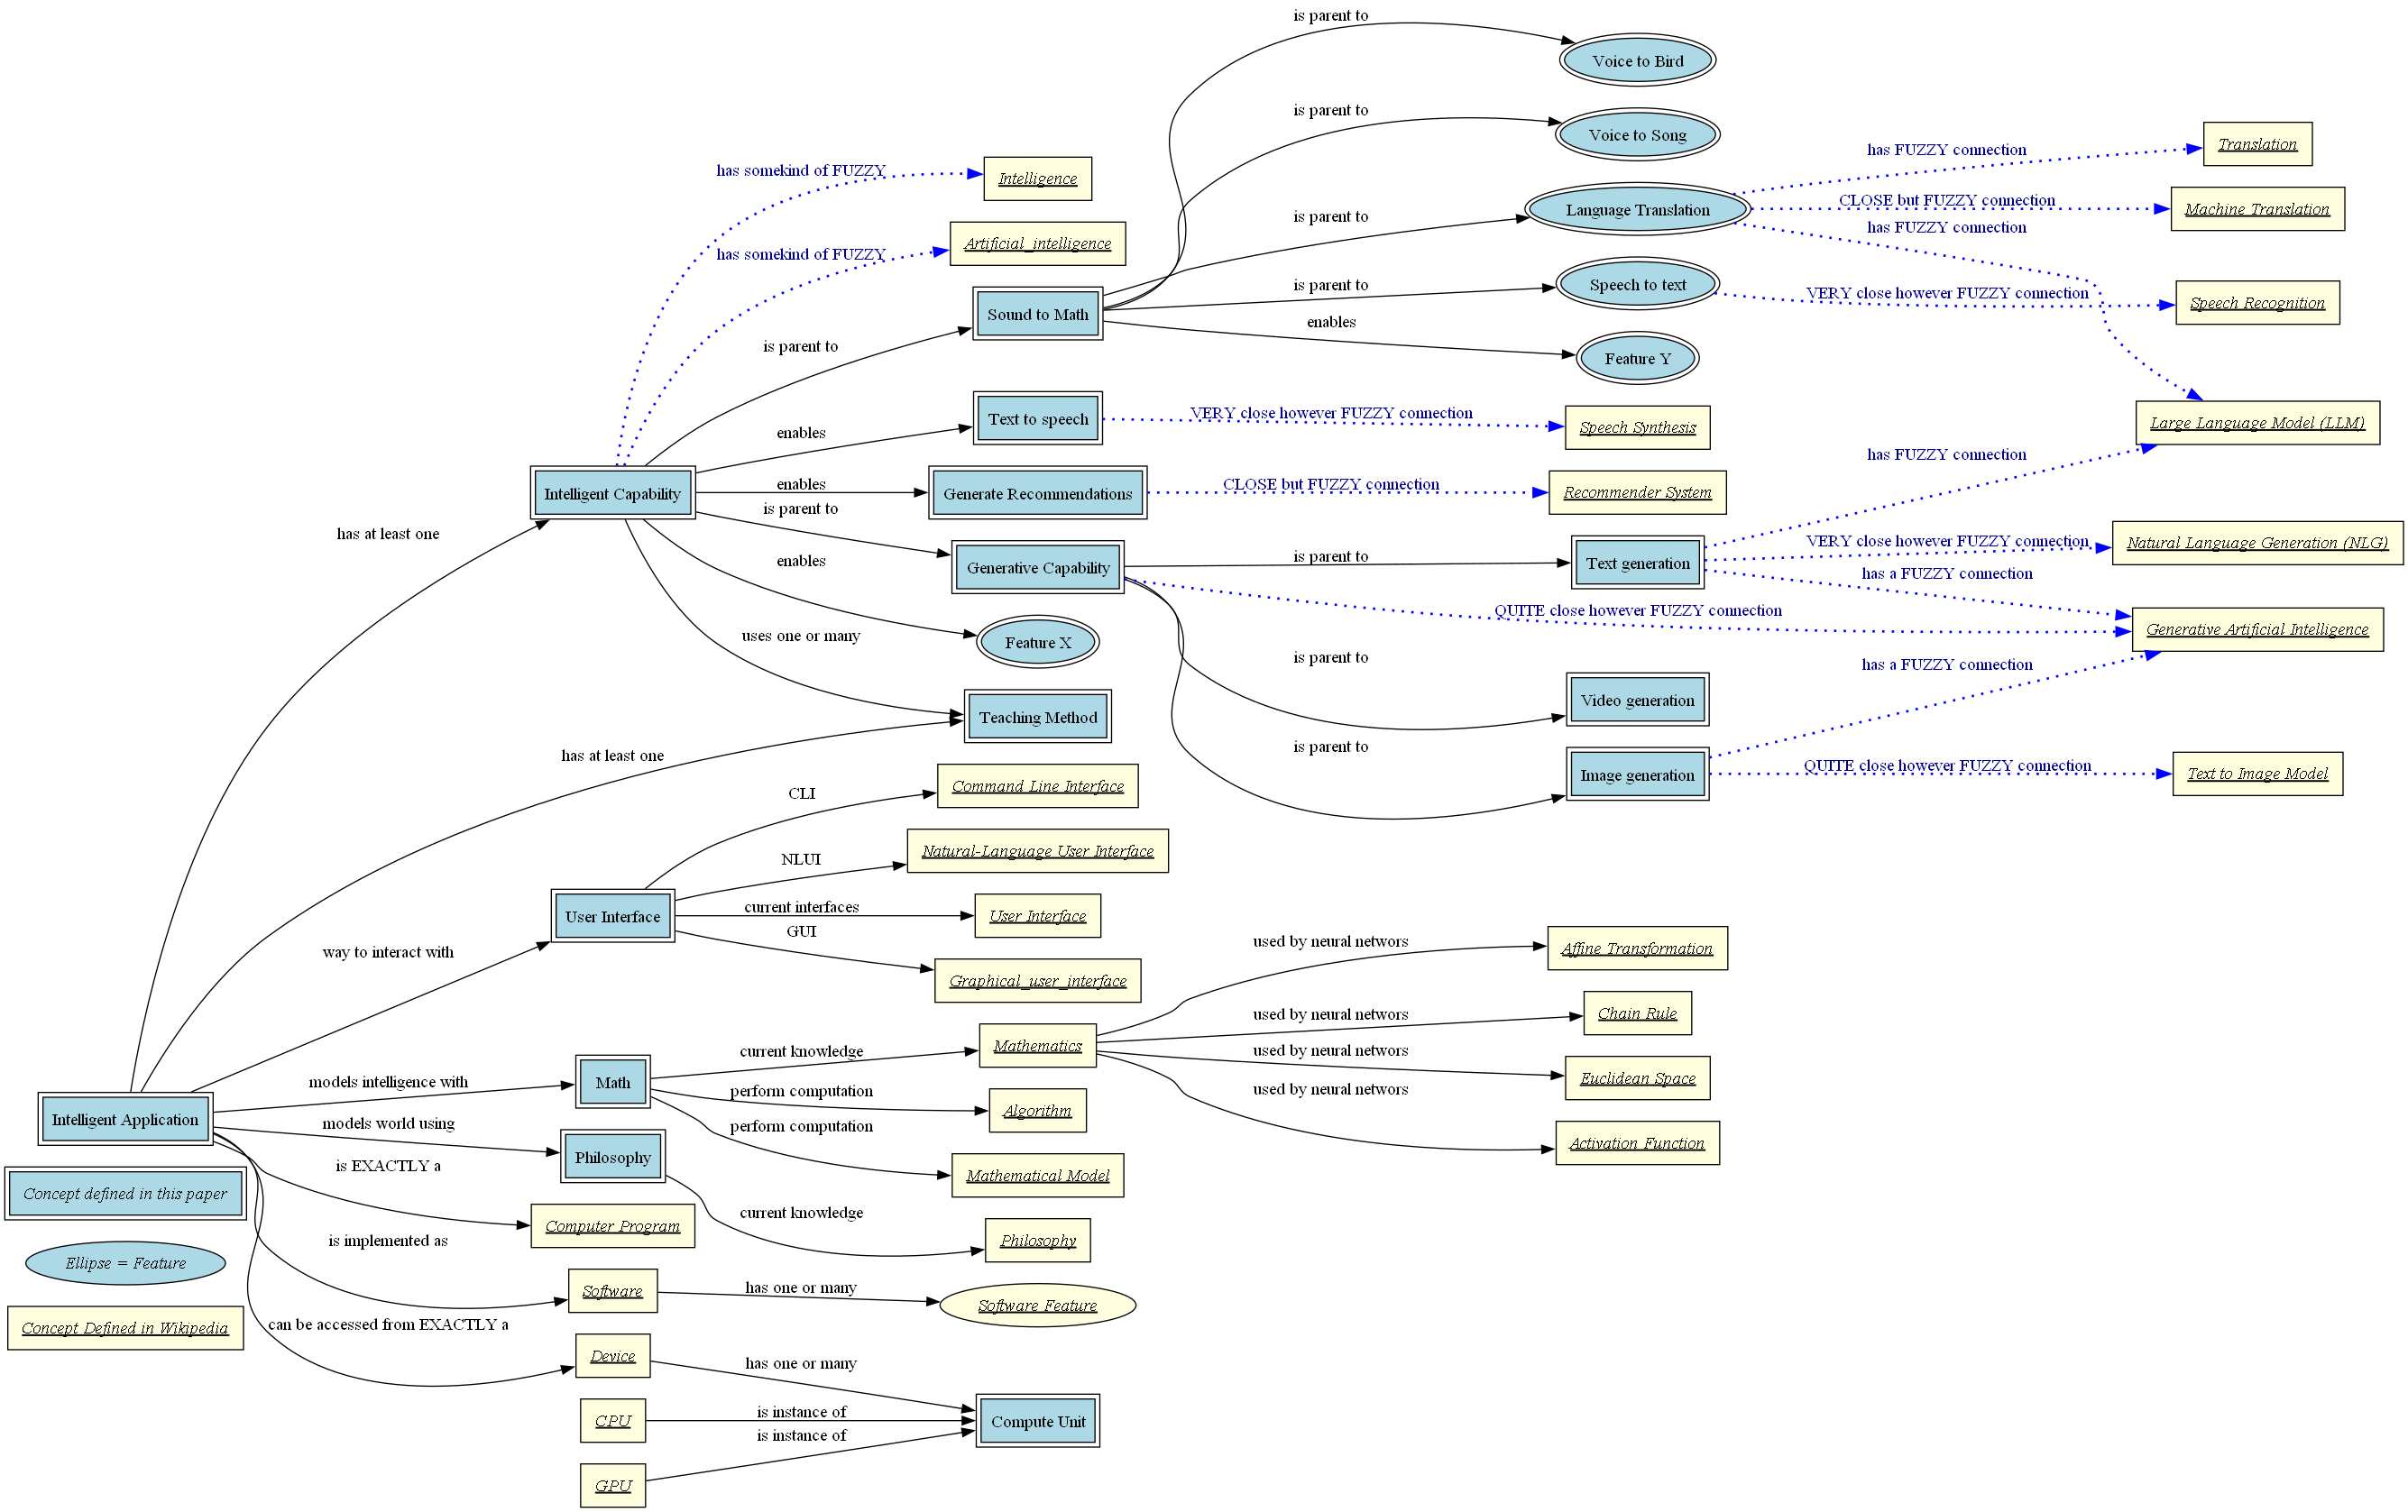 is parent to
Voice to Bird
is parent to
Voice to Song
has FUZZY connection
Translation
has somekind of FUZZY
Intelligence
is parent to
Language Translation
CLOSE but FUZZY connection
Machine Translation
has FUZZY connection
has somekind of FUZZY
Artificial_intelligence
is parent to
Speech to text
VERY close however FUZZY connection
Speech Recognition
Sound to Math
enables
is parent to
Feature Y
enables
Text to speech
VERY close however FUZZY connection
Speech Synthesis
Large Language Model (LLM)
has FUZZY connection
Intelligent Capability
enables
Generate Recommendations
CLOSE but FUZZY connection
Recommender System
is parent to
has at least one
VERY close however FUZZY connection
Natural Language Generation (NLG)
enables
Generative Capability
is parent to
Text generation
has a FUZZY connection
QUITE close however FUZZY connection
Generative Artificial Intelligence
uses one or many
Feature X
is parent to
has a FUZZY connection
Teaching Method
Video generation
has at least one
is parent to
Image generation
QUITE close however FUZZY connection
Text to Image Model
CLI
Command Line Interface
NLUI
Natural-Language User Interface
User Interface
current interfaces
User Interface
GUI
way to interact with
Graphical_user_interface
used by neural networs
Affine Transformation
used by neural networs
Chain Rule
models intelligence with
Math
current knowledge
Mathematics
used by neural networs
Euclidean Space
perform computation
Algorithm
used by neural networs
Activation Function
Intelligent Application
models world using
perform computation
Philosophy
Mathematical Model
is EXACTLY a
Concept defined in this paper
Computer Program
current knowledge
Philosophy
is implemented as
Ellipse = Feature
Software
has one or many
Software Feature
Concept Defined in Wikipedia
can be accessed from EXACTLY a
Device
has one or many
CPU
is instance of
Compute Unit
is instance of
GPU